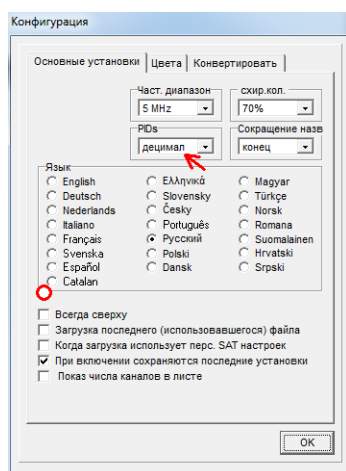 Конфигурация
Основные установки Цвета Конвертировать
Част. диапазон схир.кол.
5 MHz 70%
PIDs Сокращение назв
децимал конец
Язык
English Ελληνικά Magyar
Deutsch Slovensky Türkçe
Nederlands Česky Norsk
Italiano Português Romana
Français Русский Suomalainen
Svenska Polski Hrvatski
Español Dansk Srpski
Catalan
Всегда сверху
Загрузка последнего (использовавшегося) файла
Когда загрузка использует перс. SAT настроек
При включении сохраняются последние установки
Показ числа каналов в листе
OK